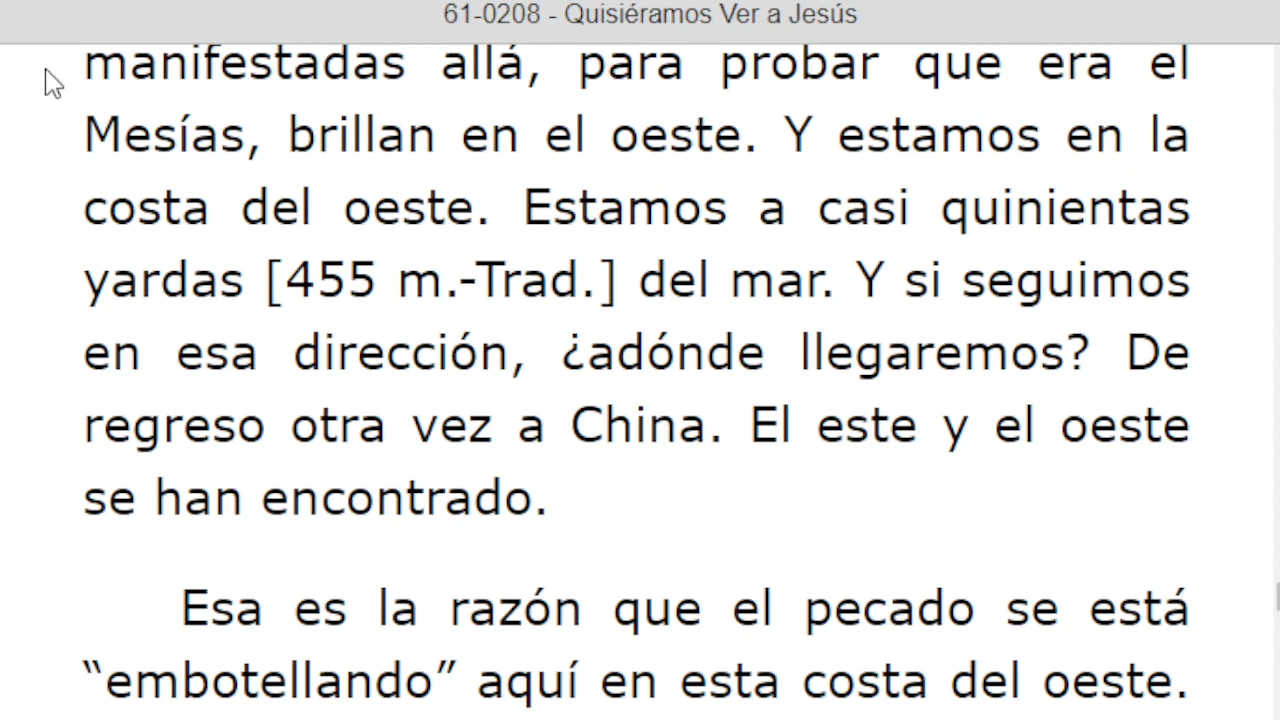 61-0208 - Quisiéramos Ver a Jesús
manifestadas allá, para probar que era el
Mesías, brillan en el oeste. Y estamos en la
costa del oeste. Estamos a casi quinientas
yardas [455 m.-Trad.] del mar. Y si seguimos
en esa dirección, ¿adónde llegaremos? De
regreso otra vez a China. El este y el oeste
se han encontrado.
Esa es la razón que el pecado se está
“embotellando” aquí en esta costa del oeste.